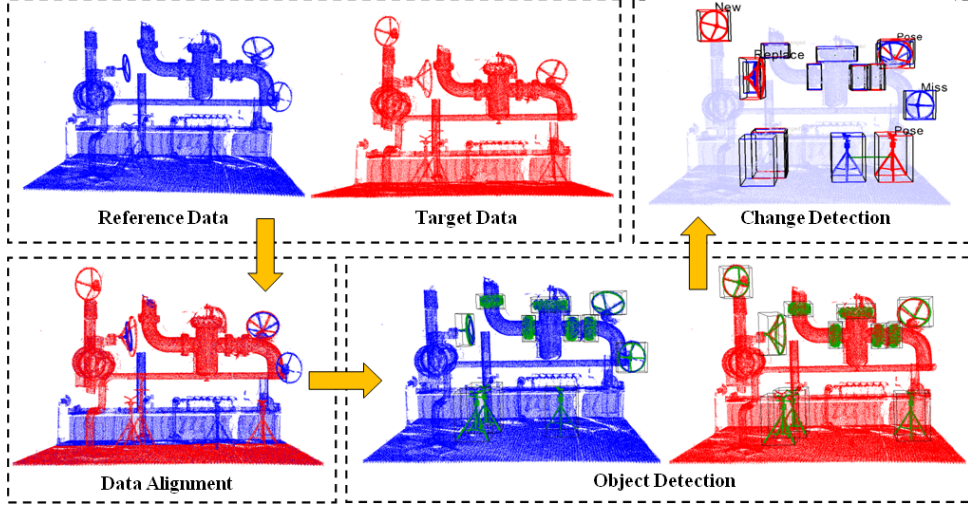 New
Replace
Pose
Miss
Pose
Reference Data
Target Data
Change Detection
Data Alignment
Object Detection